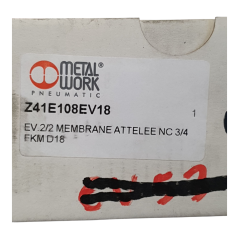 METAL
WORK
PNEUMATIC
Z41E108EV18
1
EV 2/2 MEMBRANE ATTELEE NC 3/4
FKM D18